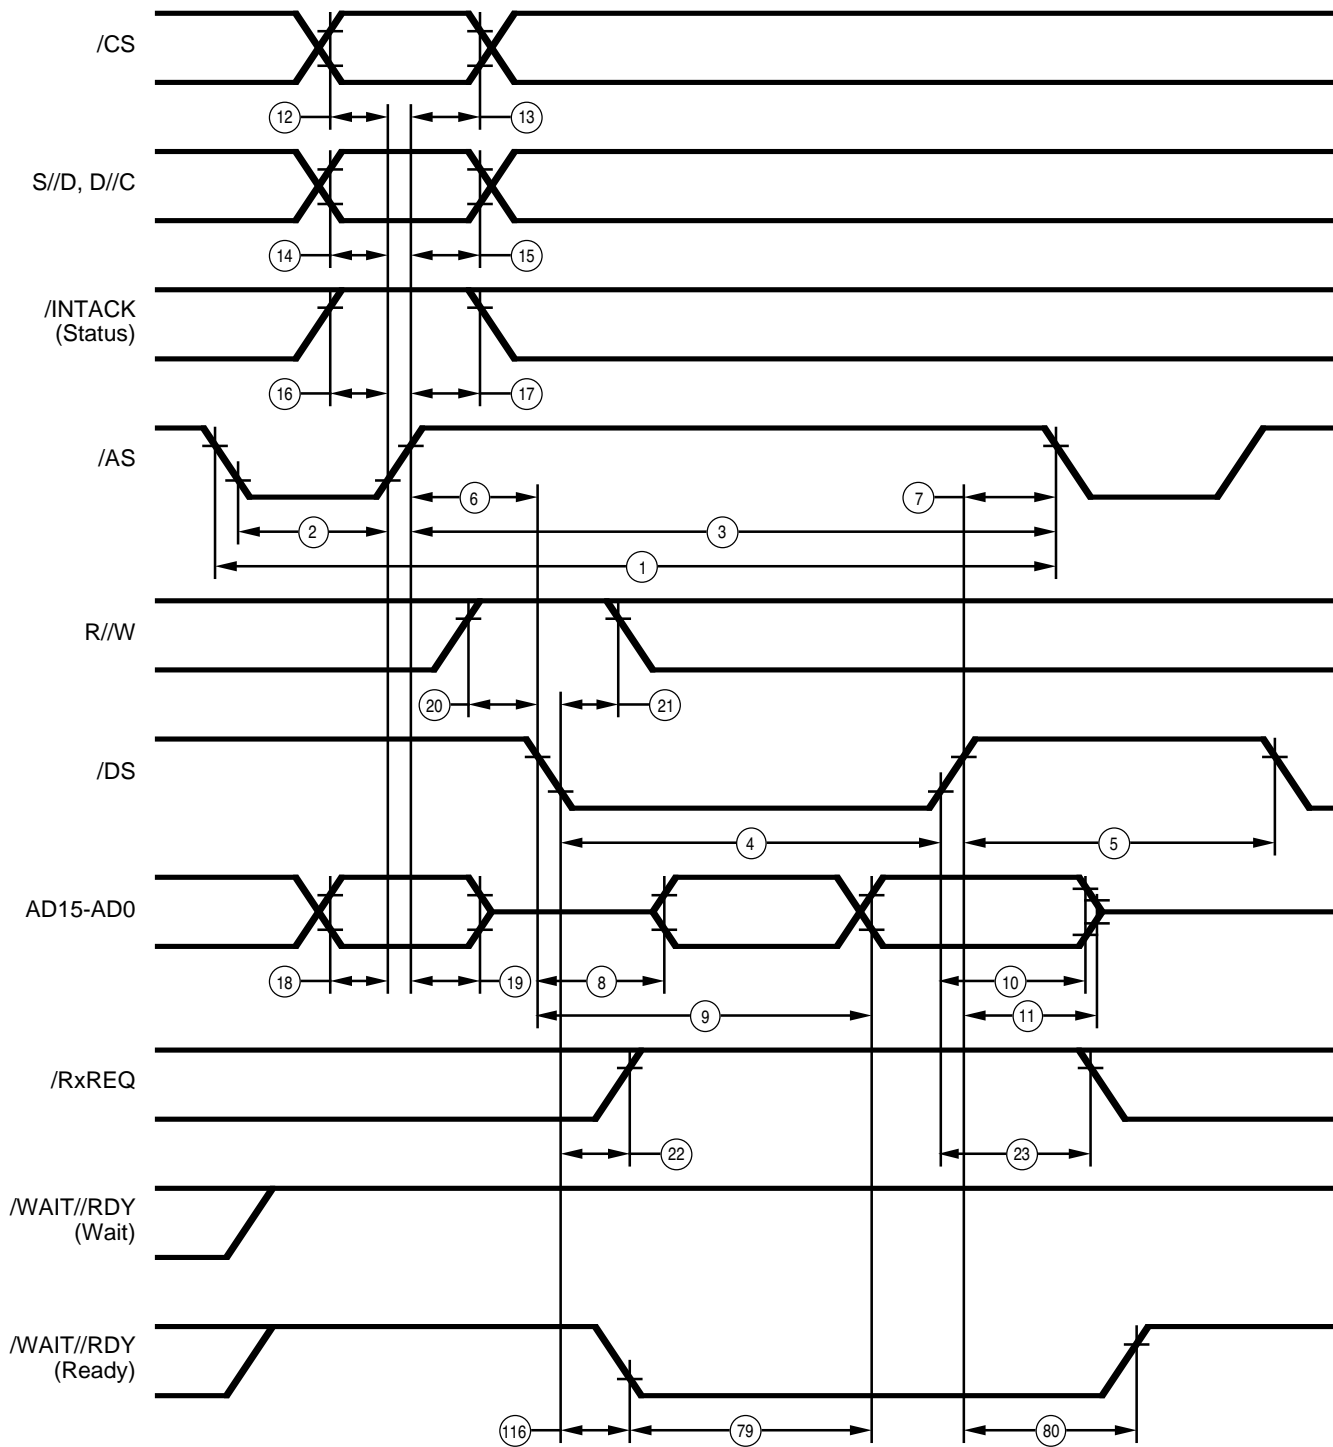 /CS
12
13
S//D, D//C
14
15
/INTACK
(Status)
16
17
/AS
6
7
2
3
1
R//W
20
21
/DS
4
5
AD15-AD0
18
19
8
10
9
11
/RxREQ
22
23
/WAIT//RDY
(Wait)
/WAIT//RDY
(Ready)
116
79
80